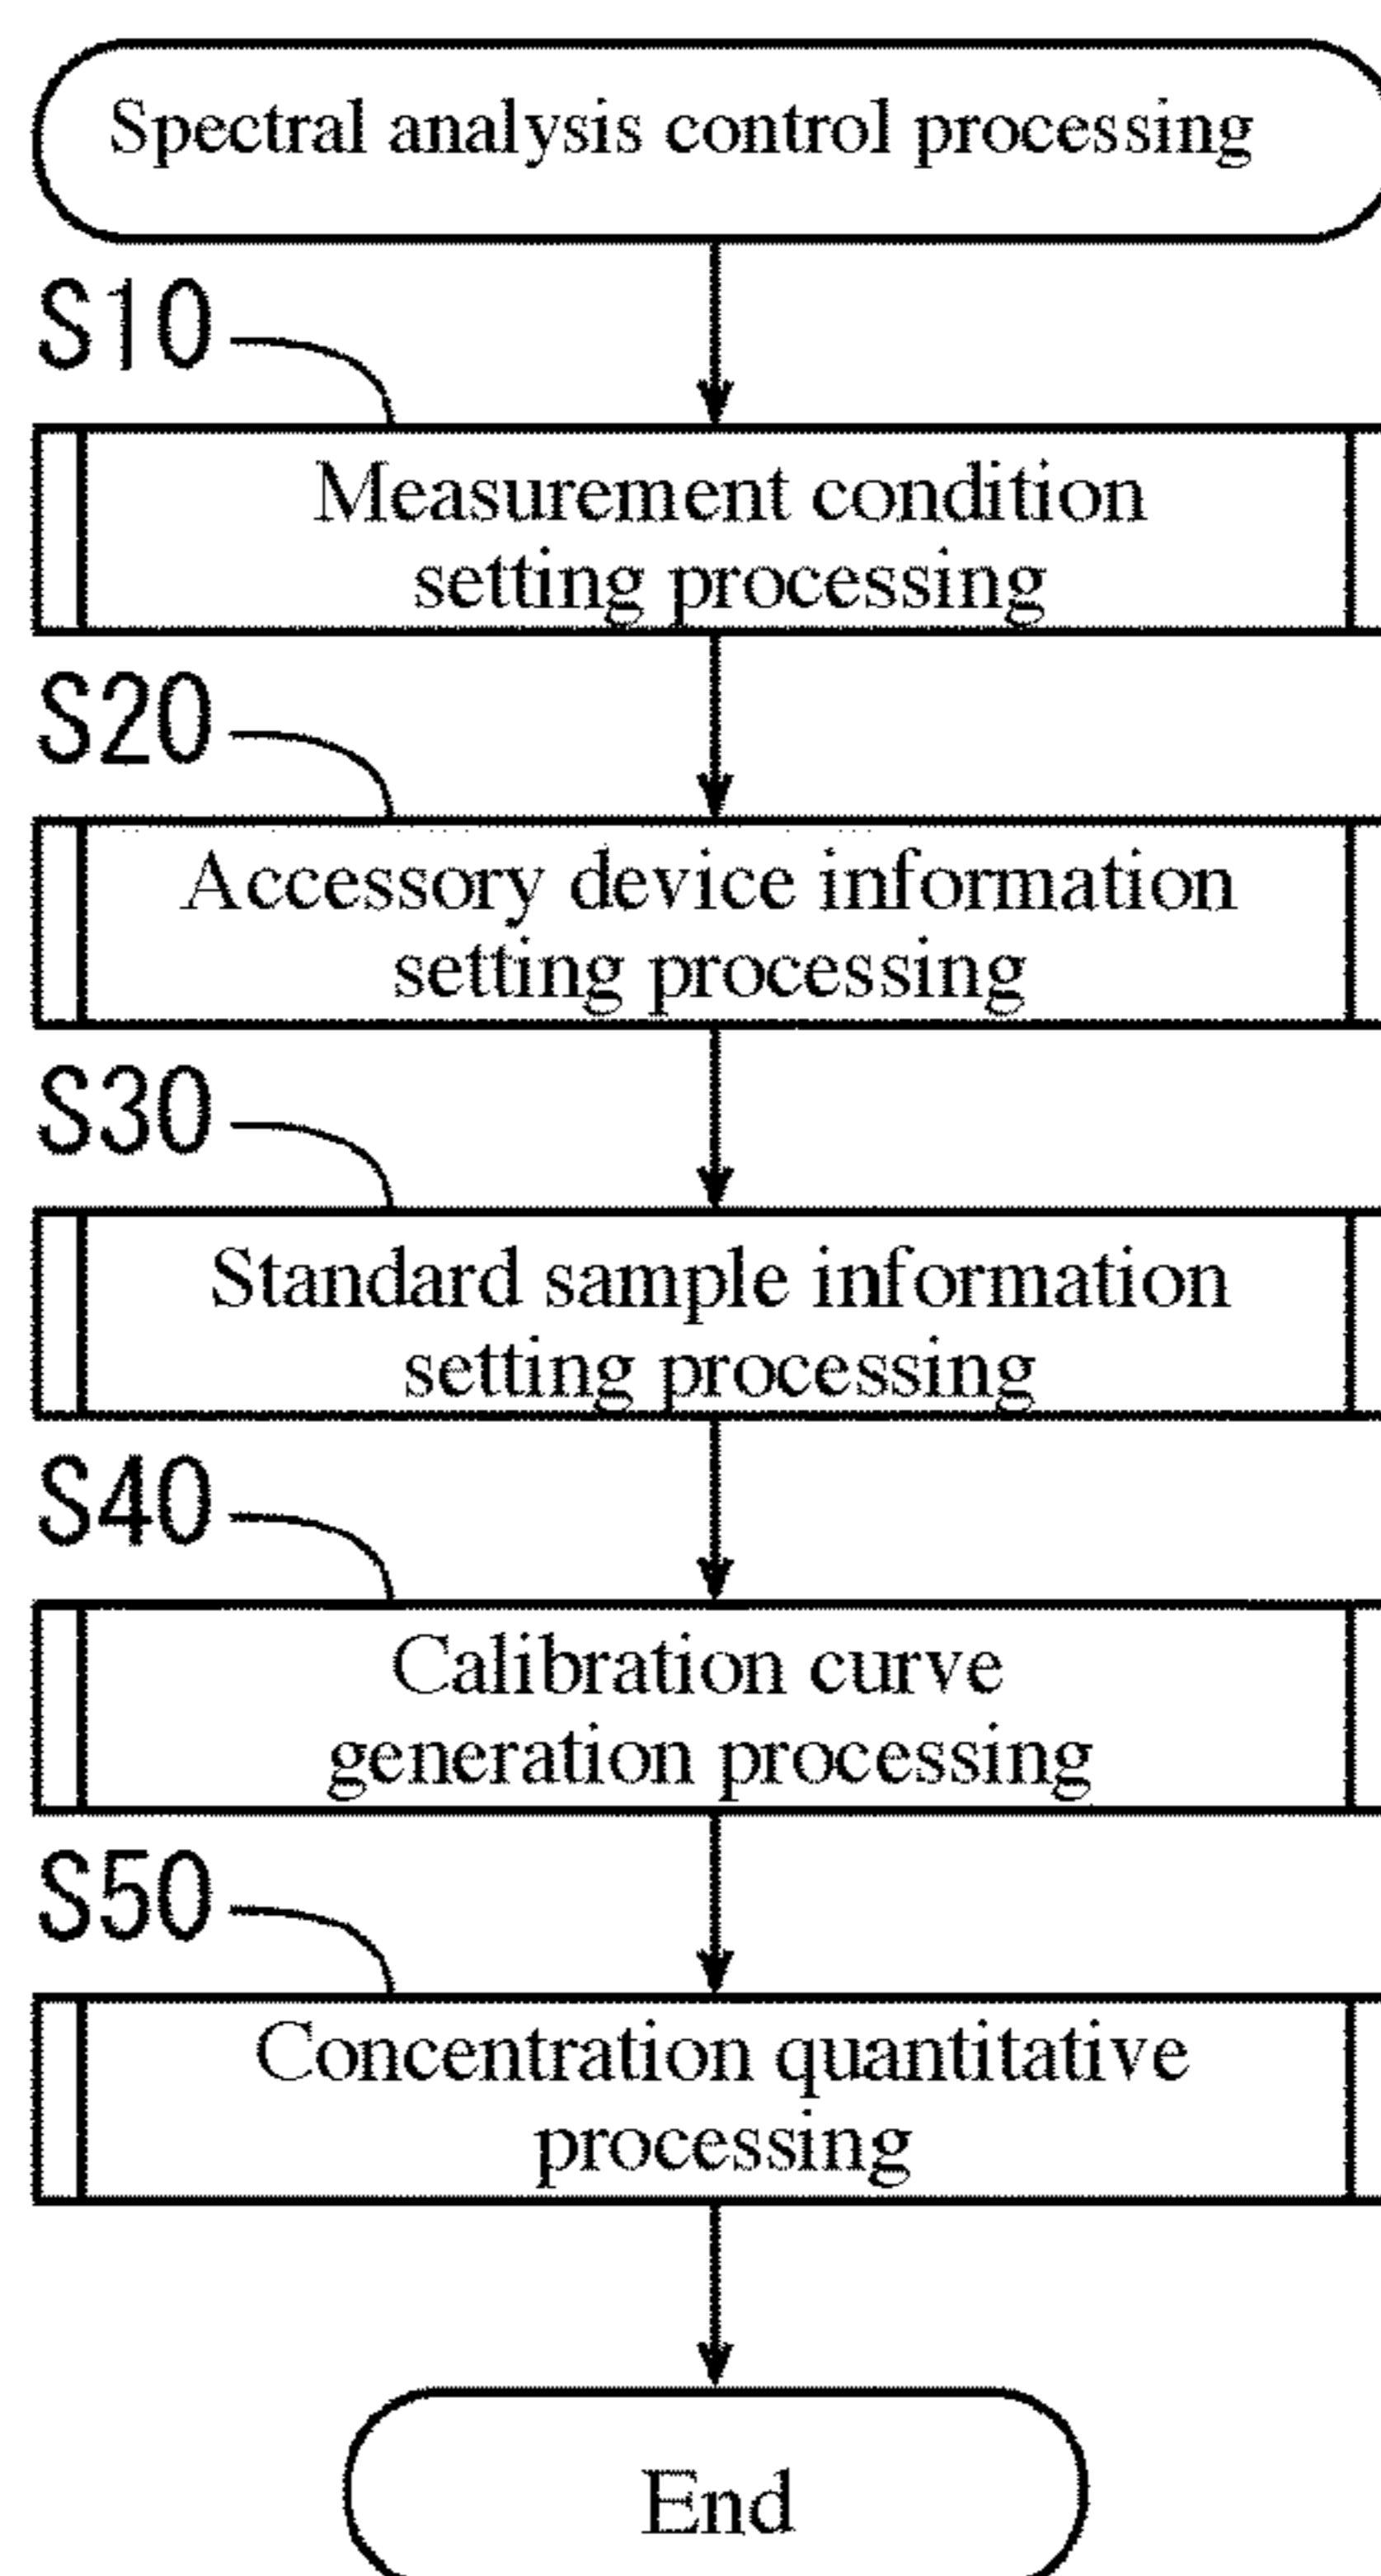 Spectral analysis control processing
S10
Measurement condition
setting processing
S20
Accessory device information
setting processing
S30
Standard sample information
setting processing
S40
Calibration curve
generation processing
S50
Concentration quantitative
processing
End